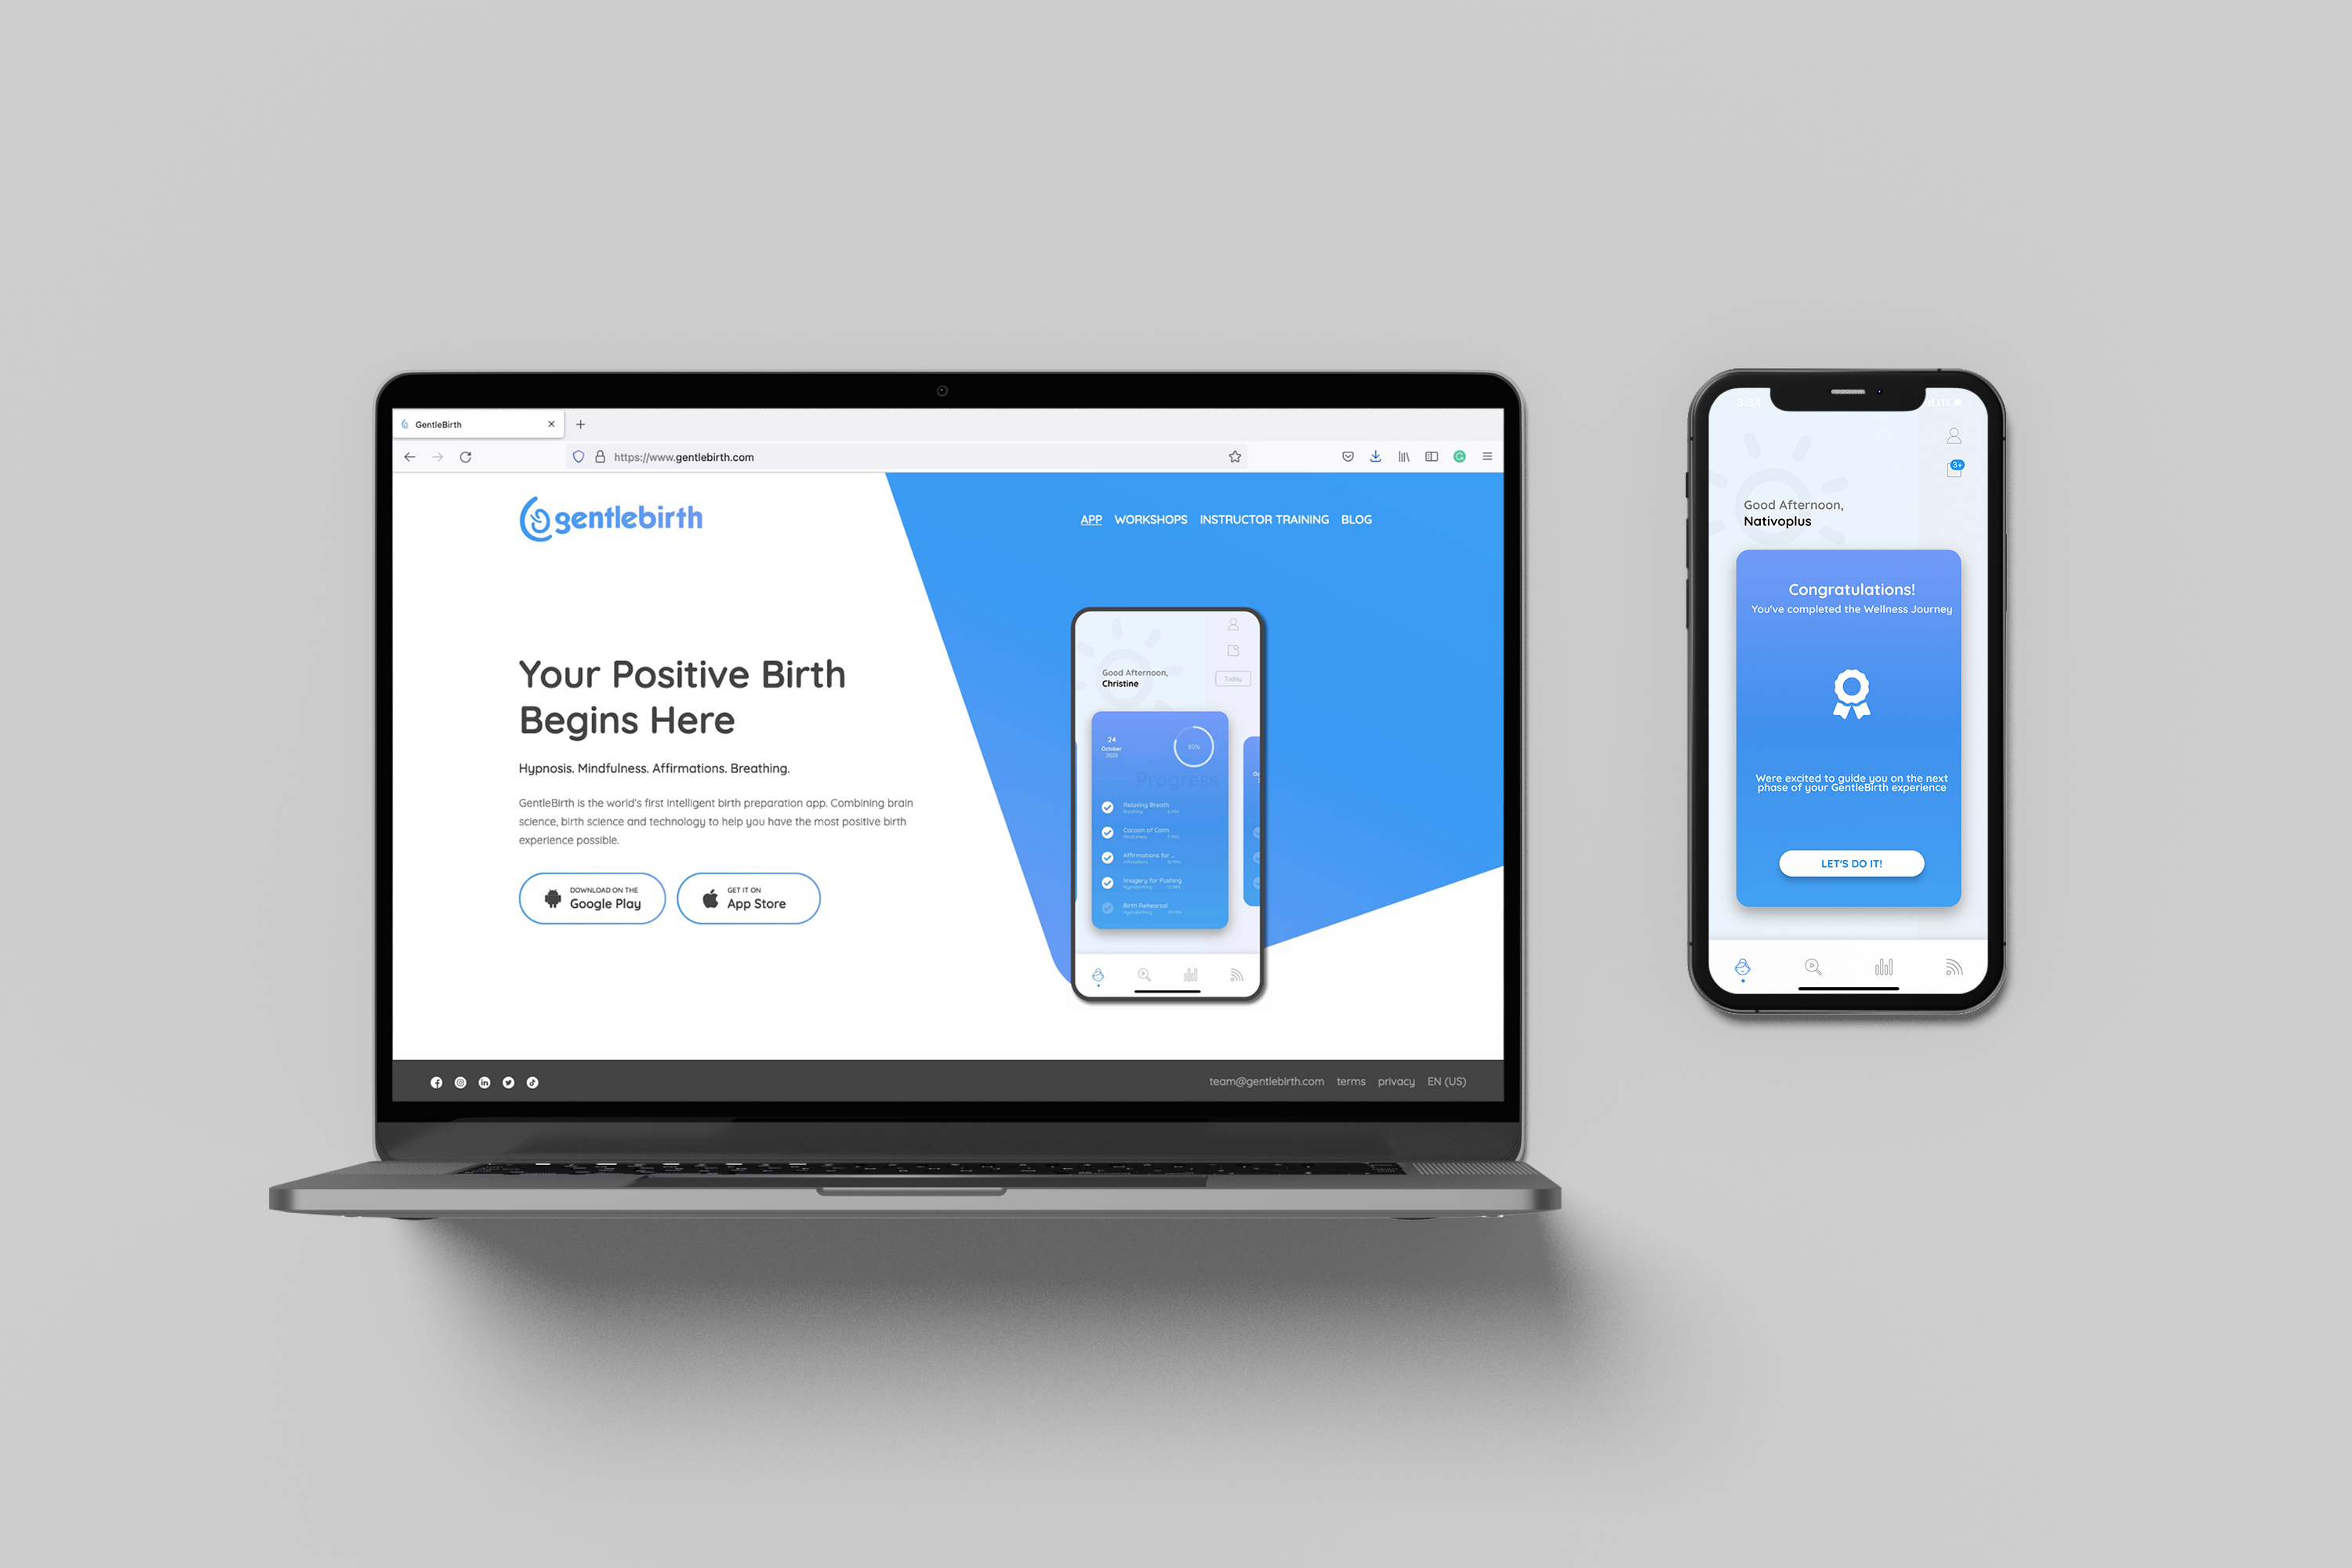 GentleBirth
https://www.gentlebirth.com
gentlebirth
APP WORKSHOPS INSTRUCTOR TRAINING BLOG
Your Positive Birth
Begins Here
Hypnosis. Mindfulness. Affirmations. Breathing.
GentleBirth is the world's first intelligent birth preparation app. Combining brain
science, birth science and technology to help you have the most positive birth
experience possible.
DOWNLOAD ON THE
Google Play
GET IT ON
App Store
Good Afternoon,
Christine
Today
24
October
2020
80%
Progress
Relaxing Breath
Cocoon of Calm
Affirmations for ...
Imagery for Pushing
Birth Rehearsal
team@gentlebirth.com terms privacy EN (US)
3:34
LTE
3+
Good Afternoon,
Nativoplus
Congratulations!
You've completed the Wellness Journey
Were excited to guide you on the next
phase of your GentleBirth experience
LET'S DO IT!